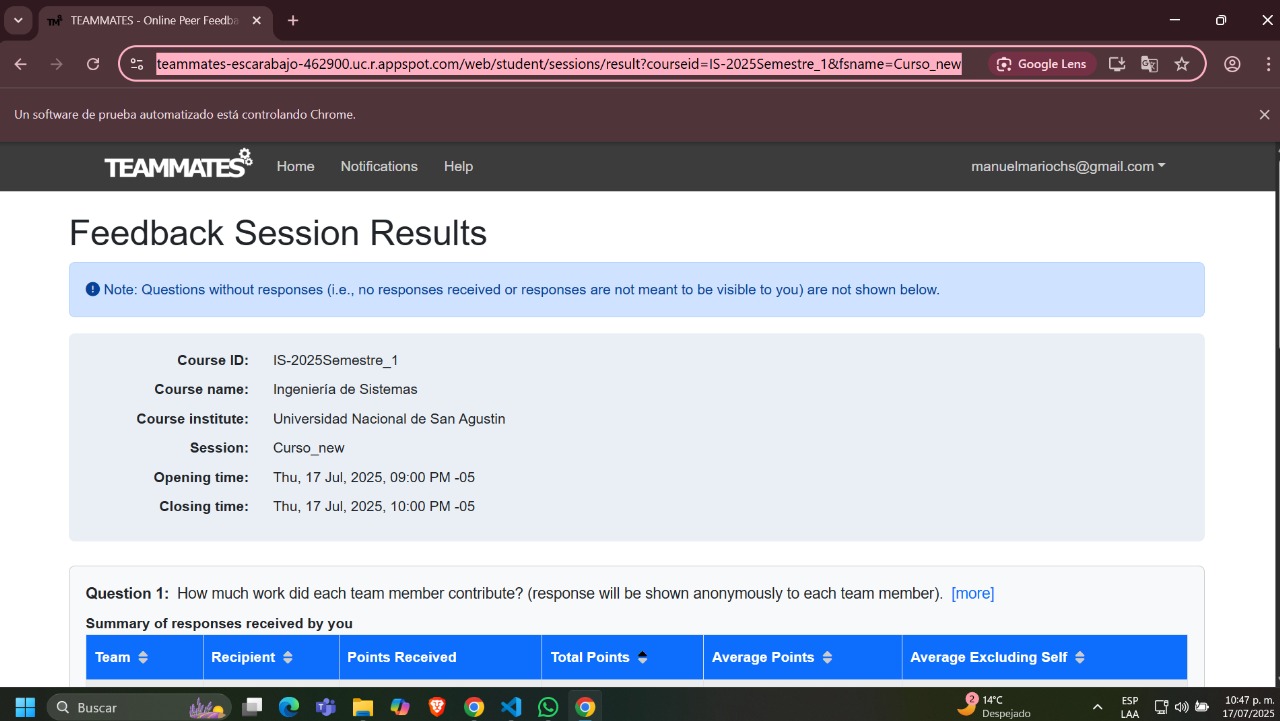 TEAMMATES - Online Peer Feedba
teammates-escarabajo-462900.uc.r.appspot.com/web/student/sessions/result?courseid=IS-2025Semestre_1&fsname=Curso_new
Google Lens
Un software de prueba automatizado está controlando Chrome.
TEAMMATES
Home
Notifications
Help
manuelmariochs@gmail.com
Feedback Session Results
Note: Questions without responses (i.e., no responses received or responses are not meant to be visible to you) are not shown below.
Course ID: IS-2025Semestre_1
Course name: Ingeniería de Sistemas
Course institute: Universidad Nacional de San Agustin
Session: Curso_new
Opening time: Thu, 17 Jul, 2025, 09:00 PM -05
Closing time: Thu, 17 Jul, 2025, 10:00 PM -05
Question 1: How much work did each team member contribute? (response will be shown anonymously to each team member). [more]
Summary of responses received by you
Team
Recipient
Points Received
Total Points
Average Points
Average Excluding Self
Buscar
2
14°C
Despejado
ESP
LAA
10:47 p. m.
17/07/2025